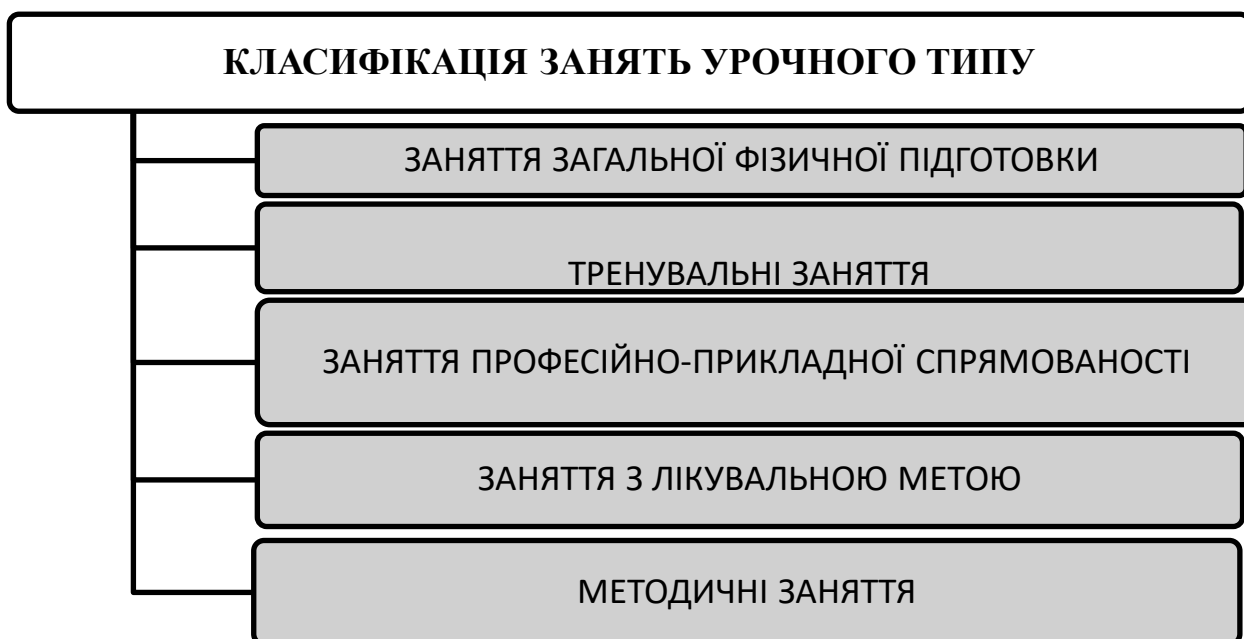 КЛАСИФІКАЦІЯ ЗАНЯТЬ УРОЧНОГО ТИПУ
ЗАНЯТТЯ ЗАГАЛЬНОЇ ФІЗИЧНОЇ ПІДГОТОВКИ
ТРЕНУВАЛЬНІ ЗАНЯТТЯ
ЗАНЯТТЯ ПРОФЕСІЙНО-ПРИКЛАДНОЇ СПРЯМОВАНОСТІ
ЗАНЯТТЯ З ЛІКУВАЛЬНОЮ МЕТОЮ
МЕТОДИЧНІ ЗАНЯТТЯ